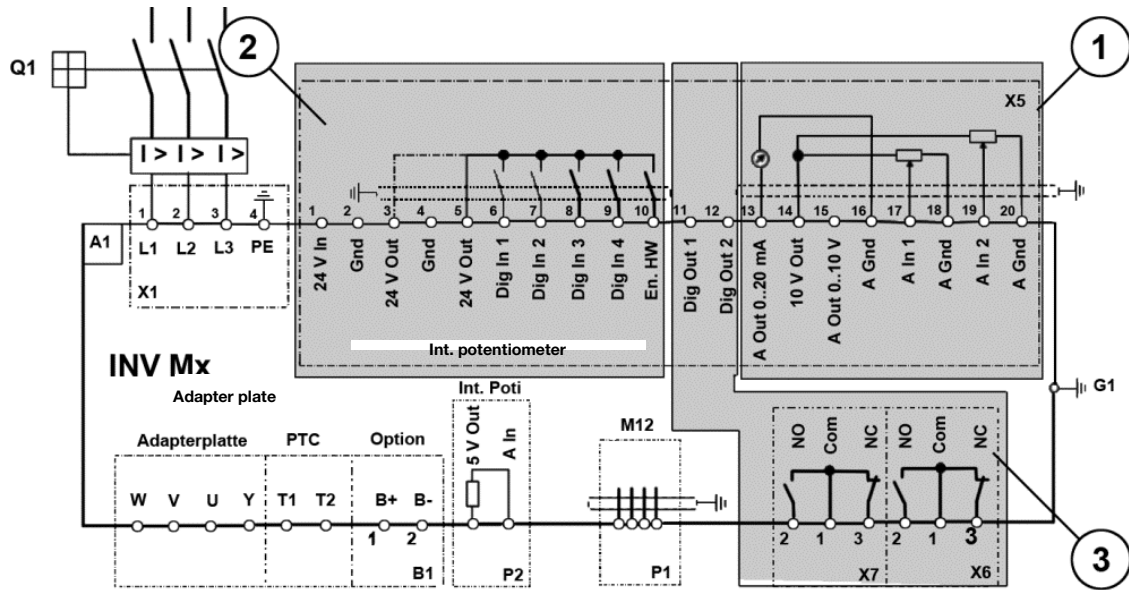 2
1
Q1
X5
I > I > I >
1 2 3 4
L1 L2 L3 PE
X1
A1
1 2 3 4 5 6 7 8 9 10 11 12 13 14 15 16 17 18 19 20
24 V In
Gnd
24 V Out
Gnd
24 V Out
Dig In 1
Dig In 2
Dig In 3
Dig In 4
En. HW
Dig Out 1
Dig Out 2
A Out 0..20 mA
10 V Out
A Out 0..10 V
A Gnd
A In 1
A Gnd
A In 2
A Gnd
Int. potentiometer
INV Mx
Adapter plate
Int. Poti
G1
Adapterplatte PTC Option
5 V Out
A In
M12
NO
Com
NC
NO
Com
NC
W V U Y T1 T2 B+ B-
1 2
B1
P2
P1
2 1 3 2 1 3
X7 X6
3